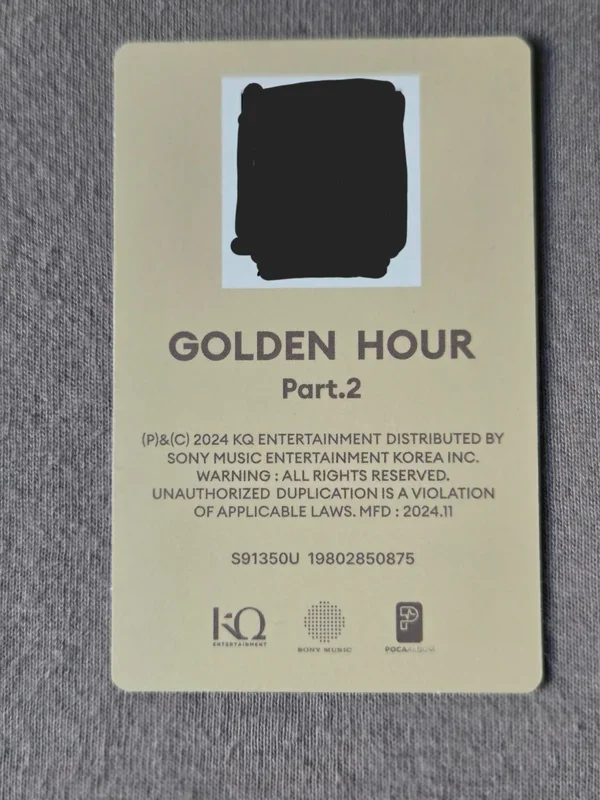 GOLDEN HOUR
Part.2
(P)&(C) 2024 KQ ENTERTAINMENT DISTRIBUTED BY
SONY MUSIC ENTERTAINMENT KOREA INC.
WARNING : ALL RIGHTS RESERVED.
UNAUTHORIZED DUPLICATION IS A VIOLATION
OF APPLICABLE LAWS. MFD : 2024.11
S91350U 19802850875
KQ
ENTERTAINMENT
SONY MUSIC
POCAALBUM